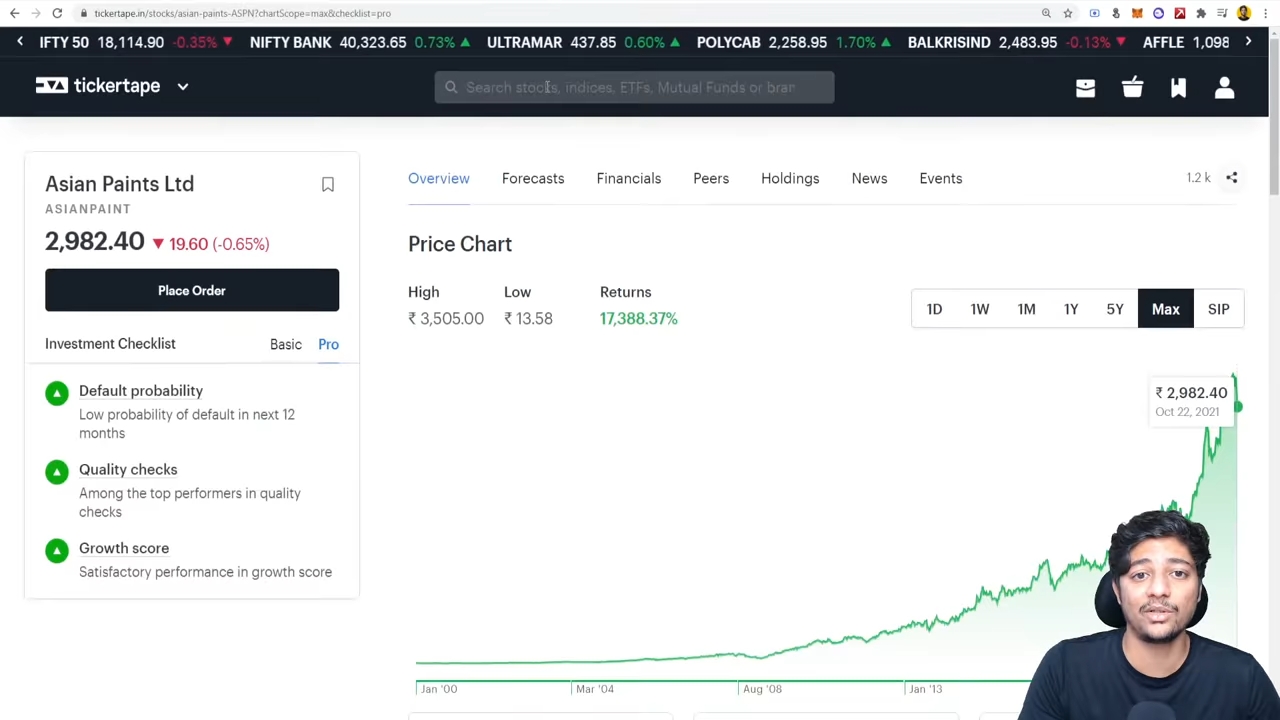 tickertape.in/stocks/asian-paints-ASPN?chartScope=max&checklist=pro
IFTY 50 18,114.90 -0.35% NIFTY BANK 40,323.65 0.73% ULTRAMAR 437.85 0.60% POLYCAB 2,258.95 1.70% BALKRISIND 2,483.95 -0.13% AFFLE 1,098
tickertape
Search stocks, indices, ETFs, Mutual Funds or bran
Asian Paints Ltd
ASIANPAINT
2,982.40 19.60 (-0.65%)
Place Order
Investment Checklist Basic Pro
Default probability
Low probability of default in next 12
months
Quality checks
Among the top performers in quality
checks
Growth score
Satisfactory performance in growth score
Overview Forecasts Financials Peers Holdings News Events 1.2 k
Price Chart
High Low Returns
₹ 3,505.00 ₹ 13.58 17,388.37%
1D 1W 1M 1Y 5Y Max SIP
₹ 2,982.40
Oct 22, 2021
Jan '00 Mar '04 Aug '08 Jan '13